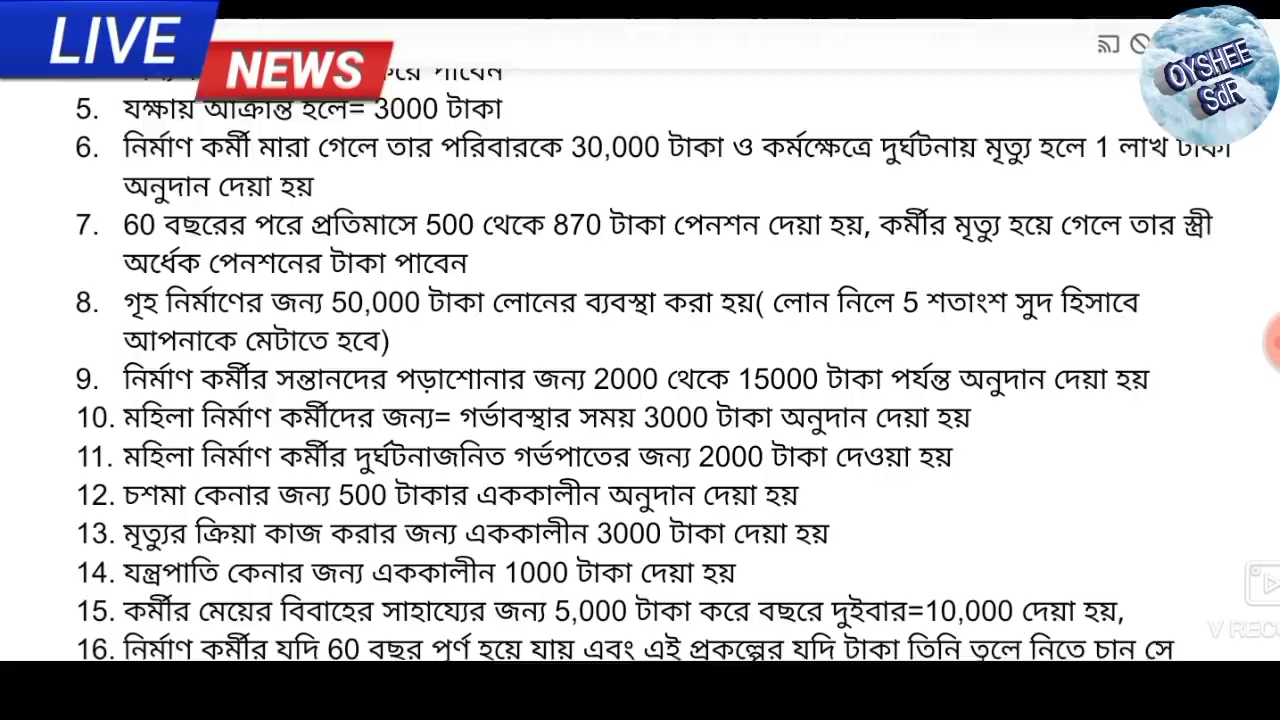 LIVE
NEWS
OYSHEE
SdR
করে পাবেন
5. যক্ষায় আক্রান্ত হলে= 3000 টাকা
6. নির্মাণ কর্মী মারা গেলে তার পরিবারকে 30,000 টাকা ও কর্মক্ষেত্রে দুর্ঘটনায় মৃত্যু হলে 1 লাখ টাকা
অনুদান দেয়া হয়
7. 60 বছরের পরে প্রতিমাসে 500 থেকে 870 টাকা পেনশন দেয়া হয়, কর্মীর মৃত্যু হয়ে গেলে তার স্ত্রী
অর্ধেক পেনশনের টাকা পাবেন
8. গৃহ নির্মাণের জন্য 50,000 টাকা লোনের ব্যবস্থা করা হয়( লোন নিলে 5 শতাংশ সুদ হিসাবে
আপনাকে মেটাতে হবে)
9. নির্মাণ কর্মীর সন্তানদের পড়াশোনার জন্য 2000 থেকে 15000 টাকা পর্যন্ত অনুদান দেয়া হয়
10. মহিলা নির্মাণ কর্মীদের জন্য= গর্ভাবস্থার সময় 3000 টাকা অনুদান দেয়া হয়
11. মহিলা নির্মাণ কর্মীর দুর্ঘটনাজনিত গর্ভপাতের জন্য 2000 টাকা দেওয়া হয়
12. চশমা কেনার জন্য 500 টাকার এককালীন অনুদান দেয়া হয়
13. মৃত্যুর ক্রিয়া কাজ করার জন্য এককালীন 3000 টাকা দেয়া হয়
14. যন্ত্রপাতি কেনার জন্য এককালীন 1000 টাকা দেয়া হয়
15. কর্মীর মেয়ের বিবাহের সাহায্যের জন্য 5,000 টাকা করে বছরে দুইবার=10,000 দেয়া হয়,
16. নির্মাণ কর্মীর যদি 60 বছর পূর্ণ হয়ে যায় এবং এই প্রকল্পের যদি টাকা তিনি তুলে নিতে চান সে